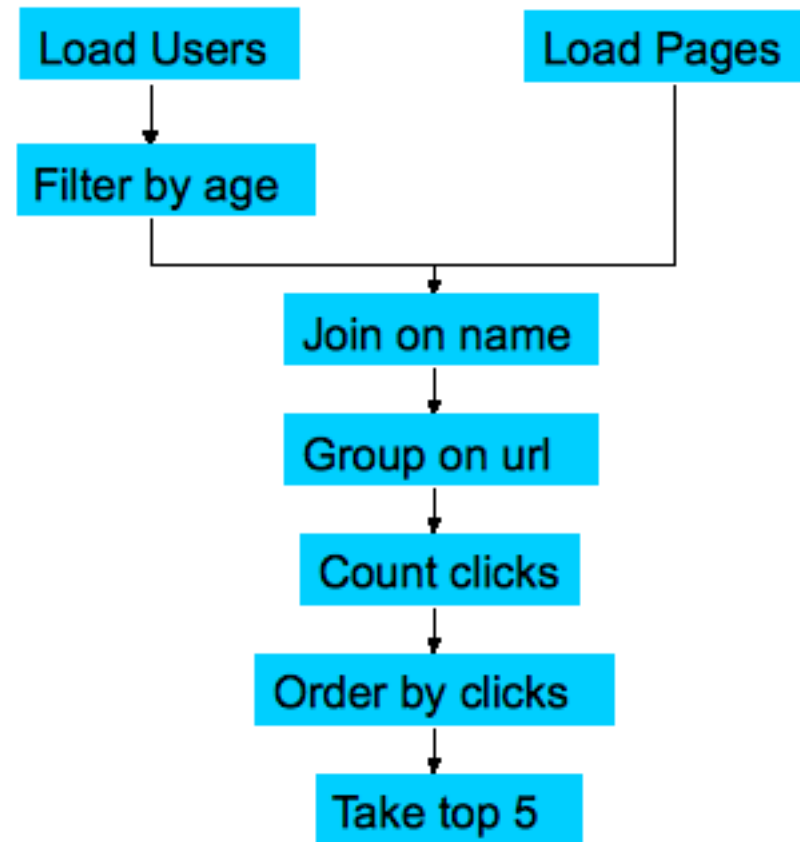 Load Users
Load Pages
Filter by age
Join on name
Group on url
Count clicks
Order by clicks
Take top 5